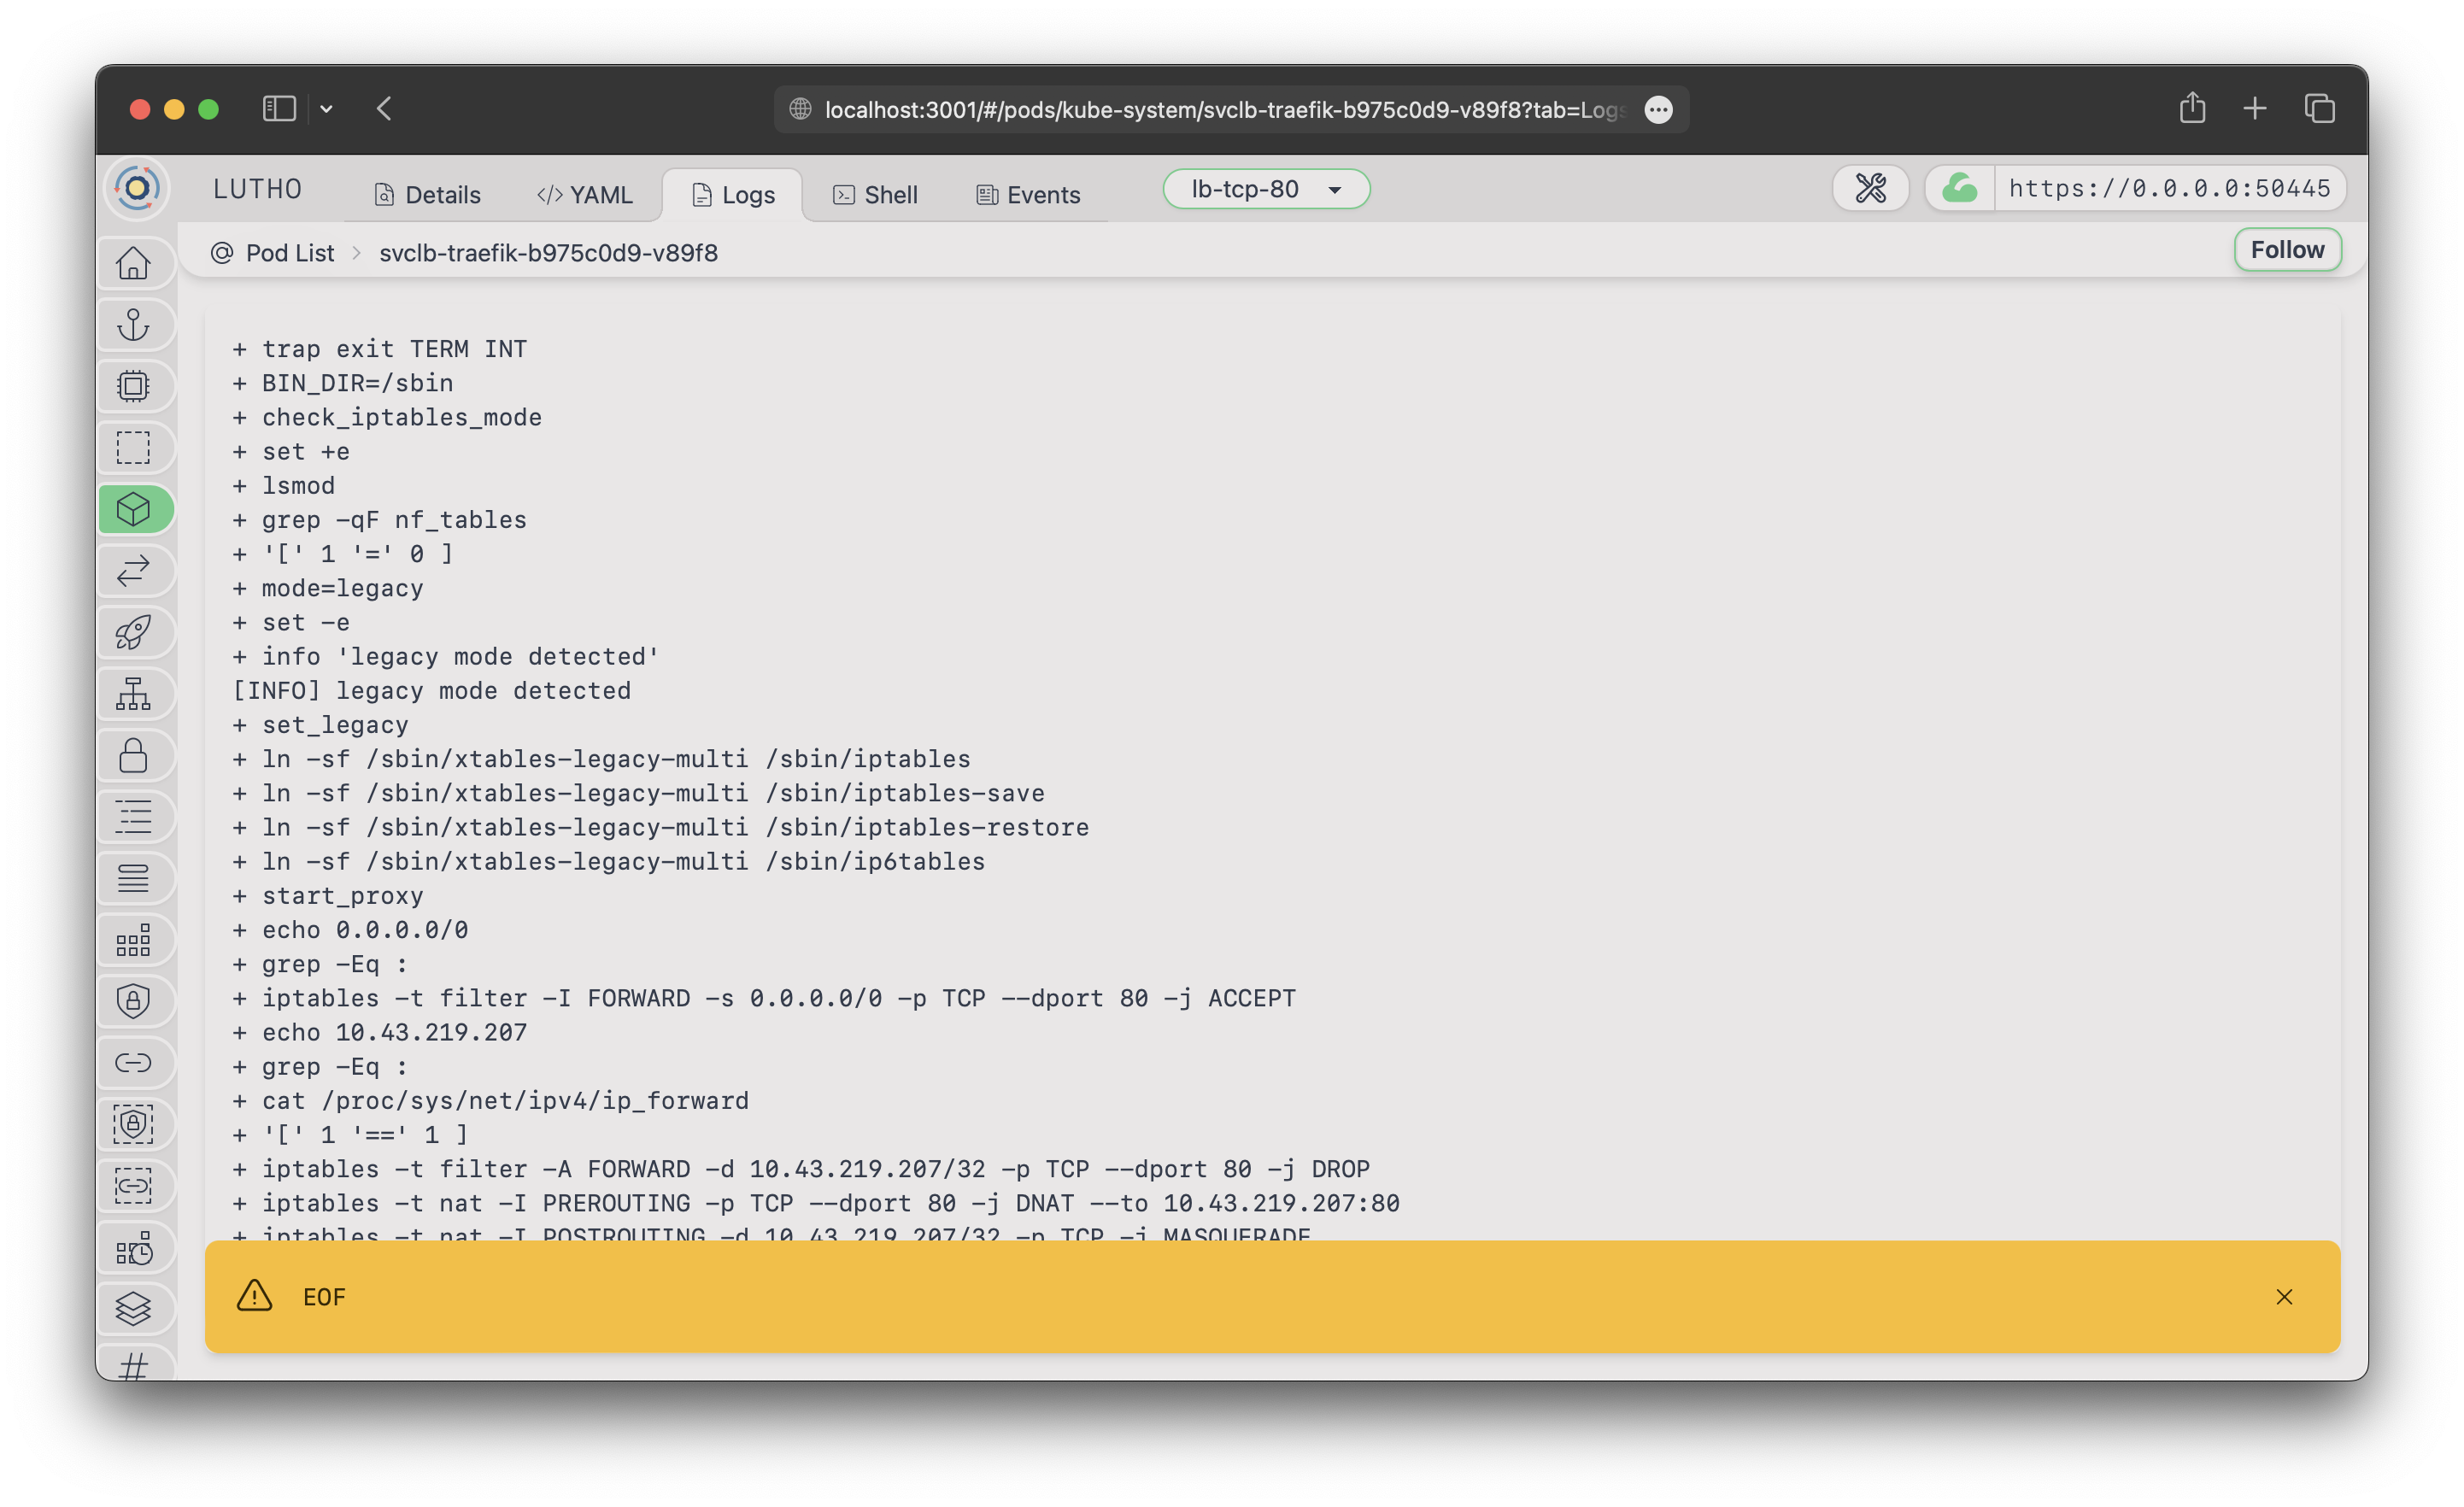 localhost:3001/#/pods/kube-system/svclb-traefik-b975c0d9-v89f8?tab=Logs
LUTHO
Details
</> YAML
Logs
Shell
Events
lb-tcp-80
https://0.0.0.0:50445
@ Pod List > svclb-traefik-b975c0d9-v89f8
Follow
+ trap exit TERM INT
+ BIN_DIR=/sbin
+ check_iptables_mode
+ set +e
+ lsmod
+ grep -qF nf_tables
+ '[' 1 '=' 0 ]
+ mode=legacy
+ set -e
+ info 'legacy mode detected'
[INFO] legacy mode detected
+ set_legacy
+ ln -sf /sbin/xtables-legacy-multi /sbin/iptables
+ ln -sf /sbin/xtables-legacy-multi /sbin/iptables-save
+ ln -sf /sbin/xtables-legacy-multi /sbin/iptables-restore
+ ln -sf /sbin/xtables-legacy-multi /sbin/ip6tables
+ start_proxy
+ echo 0.0.0.0/0
+ grep -Eq :
+ iptables -t filter -I FORWARD -s 0.0.0.0/0 -p TCP --dport 80 -j ACCEPT
+ echo 10.43.219.207
+ grep -Eq :
+ cat /proc/sys/net/ipv4/ip_forward
+ '[' 1 '==' 1 ]
+ iptables -t filter -A FORWARD -d 10.43.219.207/32 -p TCP --dport 80 -j DROP
+ iptables -t nat -I PREROUTING -p TCP --dport 80 -j DNAT --to 10.43.219.207:80
+ iptables -t nat -I POSTROUTING -d 10.43.219.207/32 -p TCP -j MASQUERADE
EOF